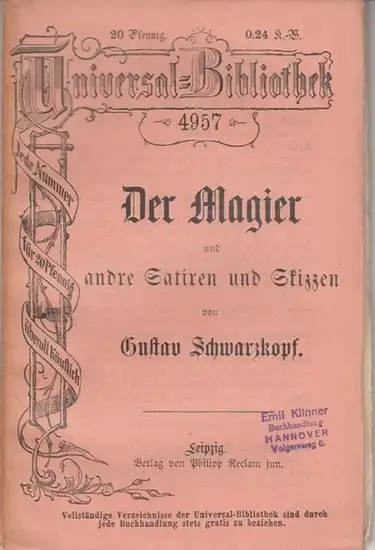 20 Pfennig. 0.24 K.-W.
Universal-Bibliothek
4957
Jede Nummer
für 20 Pfennig
überall käuflich
Der Magier
und
andre Satiren und Skizzen
von
Gustav Schwarzkopf.
Emil Klinner
Buchhandlung
HANNOVER
Volgersweg 6.
Leipzig.
Verlag von Philipp Reclam jun.
Vollständige Verzeichnisse der Universal-Bibliothek sind durch
jede Buchhandlung stets gratis zu beziehen.